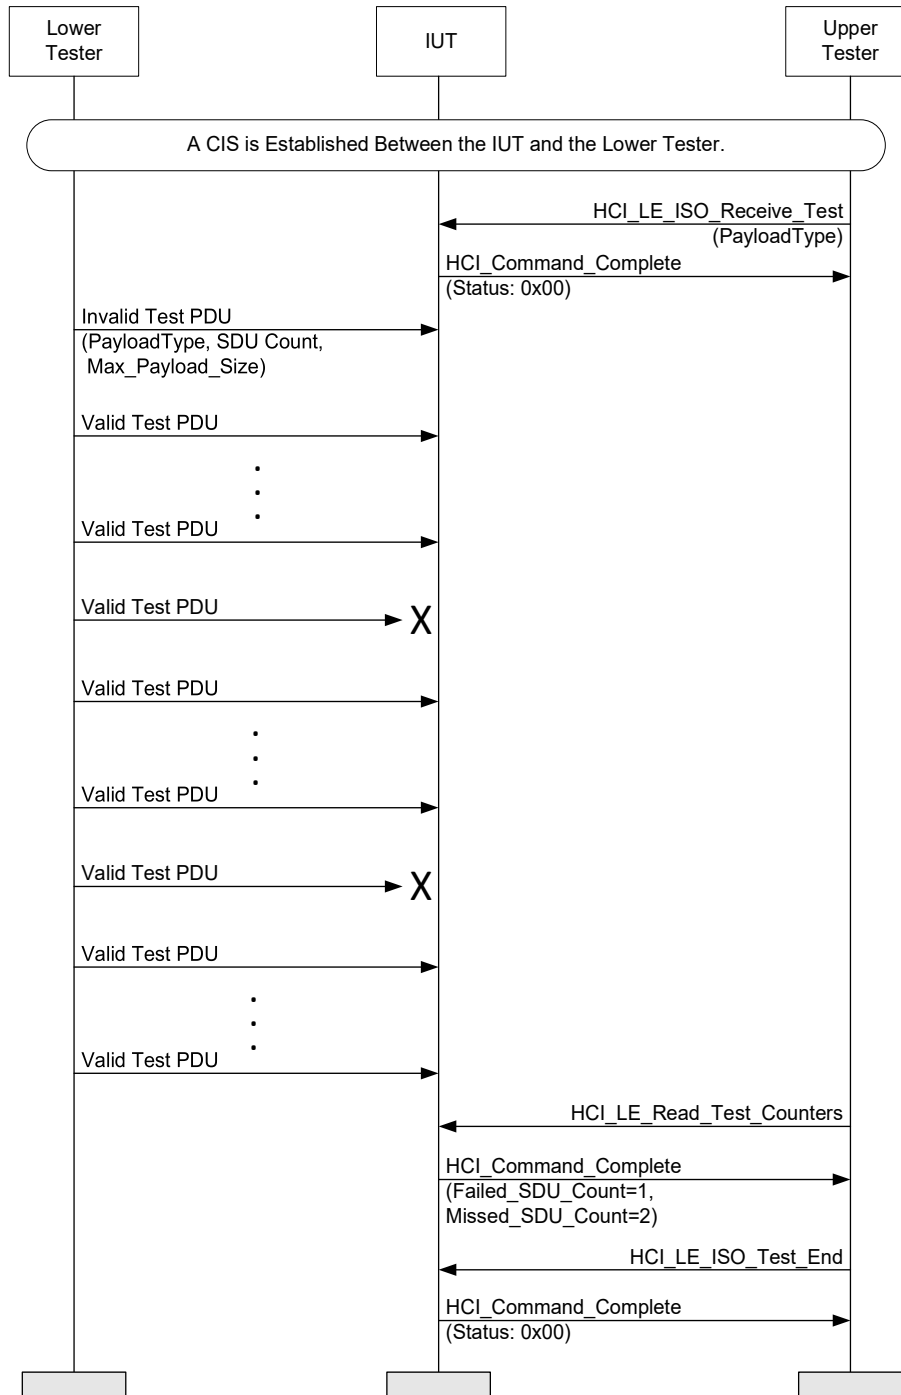 Lower
Tester
IUT
Upper
Tester
A CIS is Established Between the IUT and the Lower Tester.
HCI_LE_ISO_Receive_Test
(PayloadType)
HCI_Command_Complete
(Status: 0x00)
Invalid Test PDU
(PayloadType, SDU Count,
Max_Payload_Size)
Valid Test PDU
Valid Test PDU
Valid Test PDU
X
Valid Test PDU
Valid Test PDU
Valid Test PDU
X
Valid Test PDU
Valid Test PDU
HCI_LE_Read_Test_Counters
HCI_Command_Complete
(Failed_SDU_Count=1,
Missed_SDU_Count=2)
HCI_LE_ISO_Test_End
HCI_Command_Complete
(Status: 0x00)